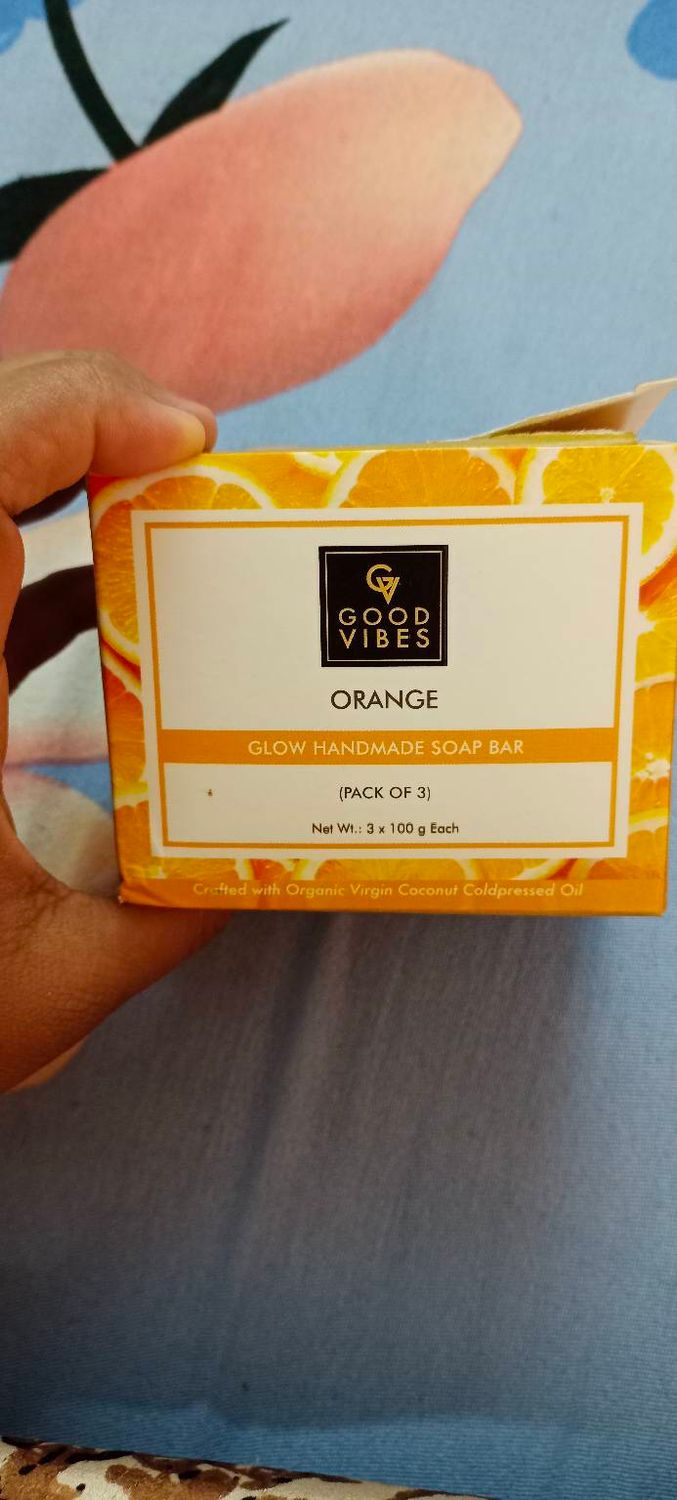 GV
GOOD
VIBES
ORANGE
GLOW HANDMADE SOAP BAR
(PACK OF 3)
Net Wt.: 3 x 100 g Each
Crafted with Organic Virgin Coconut Coldpressed Oil